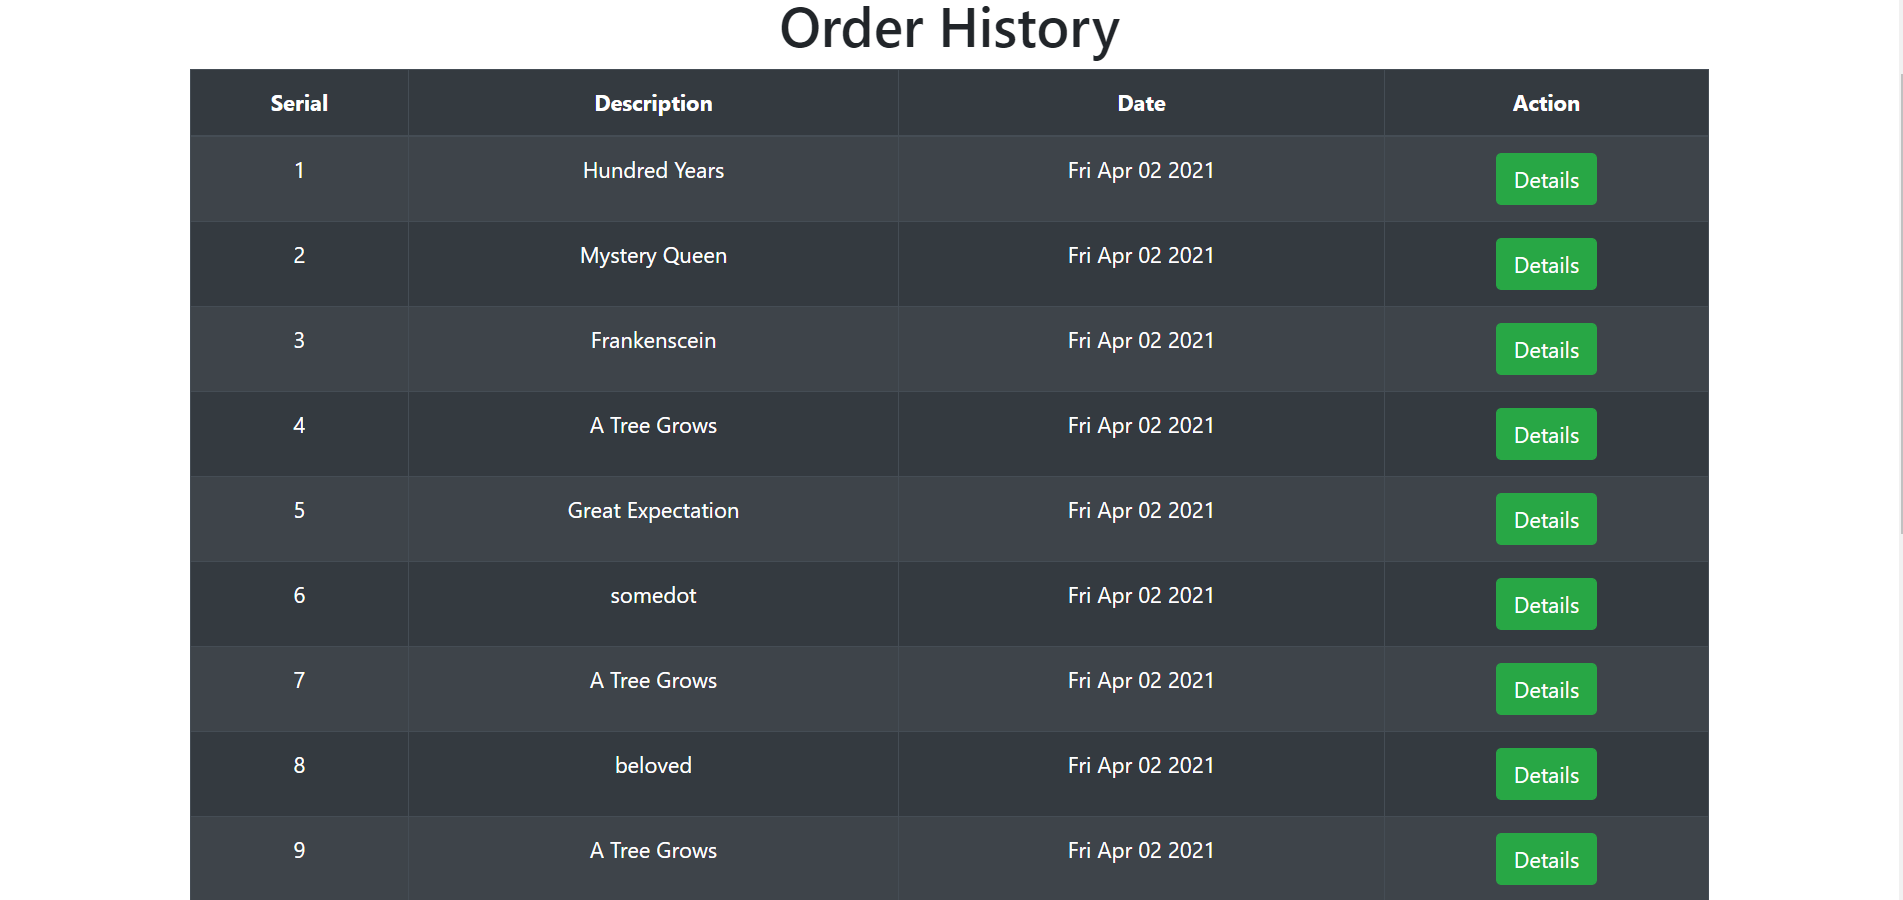 Order History
Serial Description Date Action
1 Hundred Years Fri Apr 02 2021 Details
2 Mystery Queen Fri Apr 02 2021 Details
3 Frankenscein Fri Apr 02 2021 Details
4 A Tree Grows Fri Apr 02 2021 Details
5 Great Expectation Fri Apr 02 2021 Details
6 somedot Fri Apr 02 2021 Details
7 A Tree Grows Fri Apr 02 2021 Details
8 beloved Fri Apr 02 2021 Details
9 A Tree Grows Fri Apr 02 2021 Details